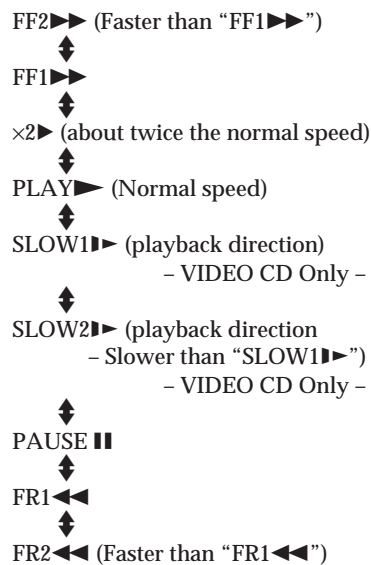 FF2▶▶ (Faster than “FF1▶▶”)
FF1▶▶
×2▶ (about twice the normal speed)
PLAY▶ (Normal speed)
SLOW1▮▶ (playback direction)
– VIDEO CD Only –
SLOW2▮▶ (playback direction
– Slower than “SLOW1▮▶”)
– VIDEO CD Only –
PAUSE ▮▮
FR1◀◀
FR2◀◀ (Faster than “FR1◀◀”)